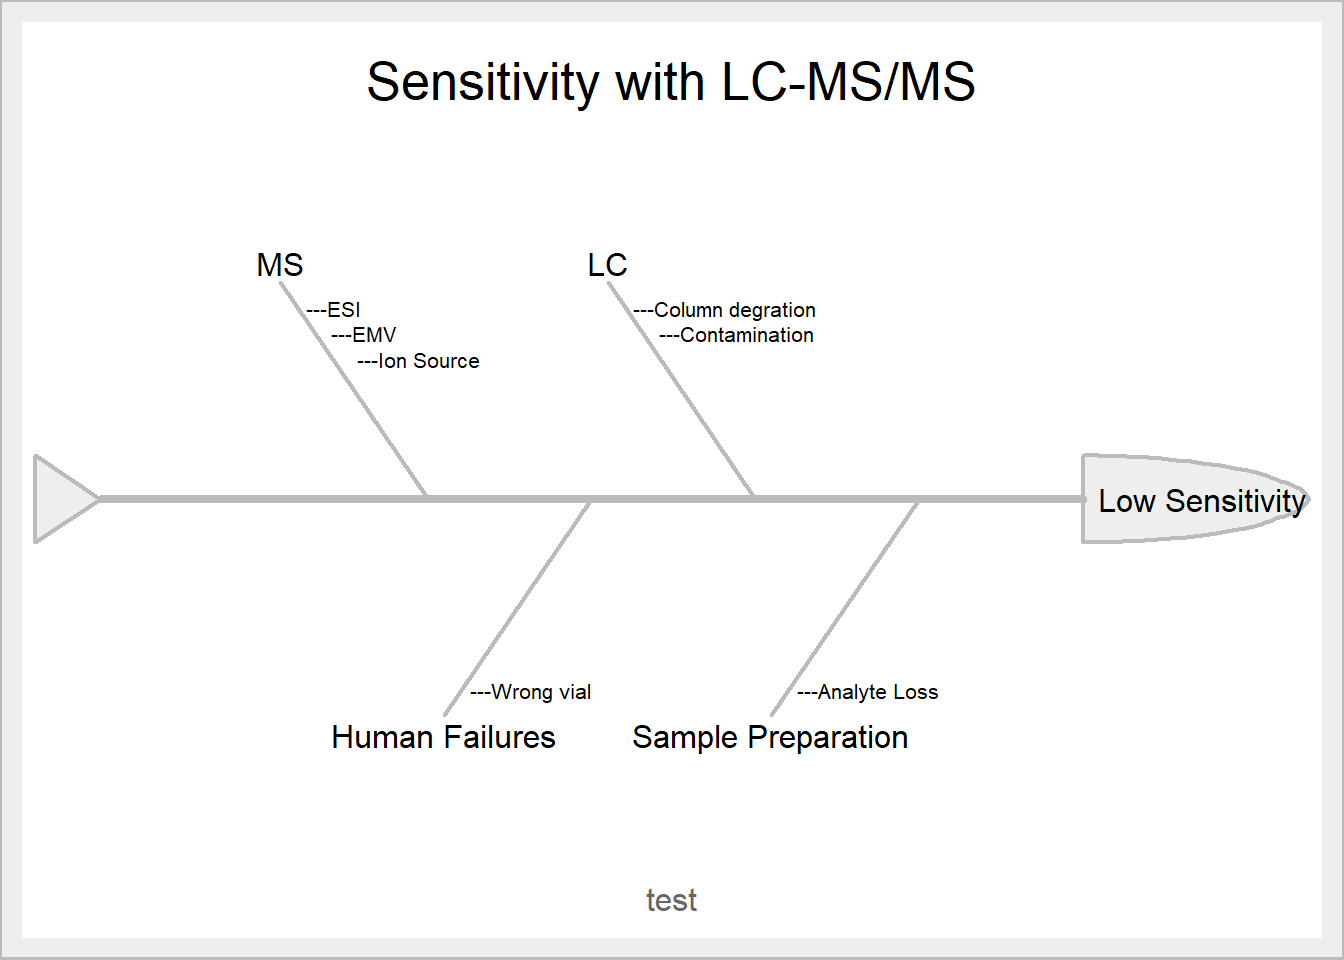 Sensitivity with LC-MS/MS
MS
---ESI
---EMV
---Ion Source
LC
---Column degration
---Contamination
Low Sensitivity
---Wrong vial
Human Failures
---Analyte Loss
Sample Preparation
test